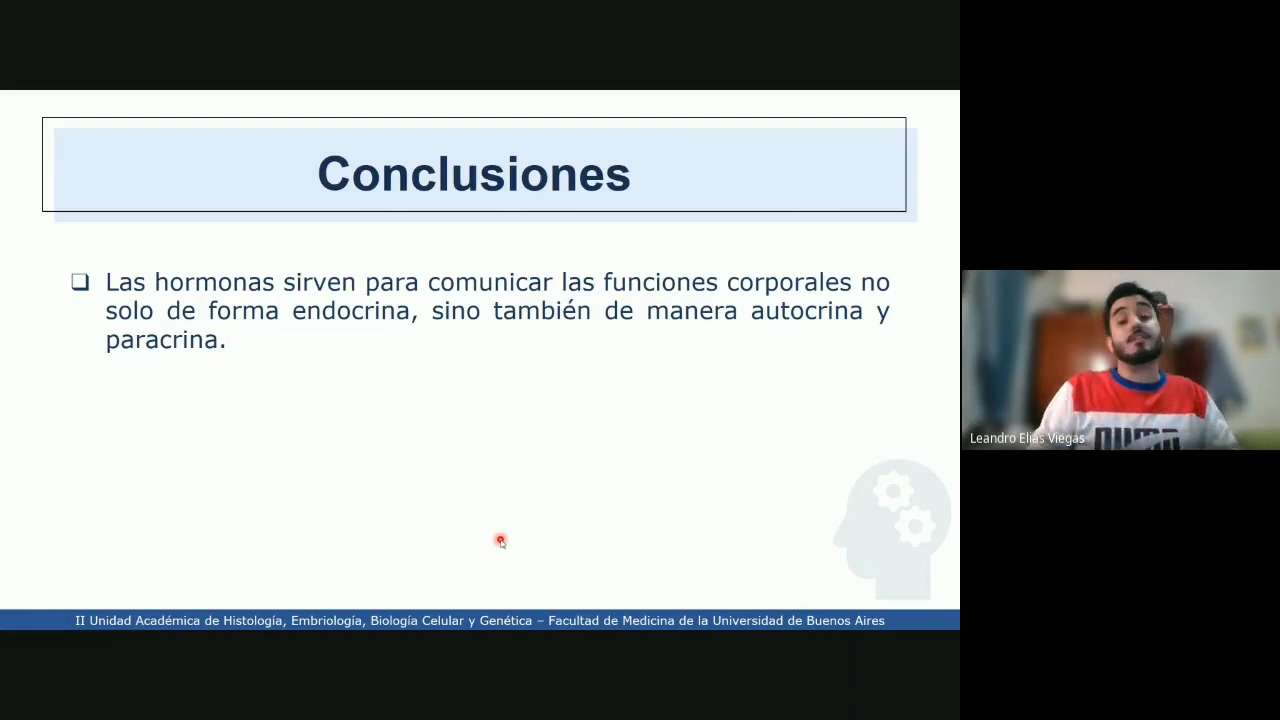 Conclusiones
❑ Las hormonas sirven para comunicar las funciones corporales no
solo de forma endocrina, sino también de manera autocrina y
paracrina.
PUMA
Leandro Elias Viegas
II Unidad Académica de Histología, Embriología, Biología Celular y Genética – Facultad de Medicina de la Universidad de Buenos Aires